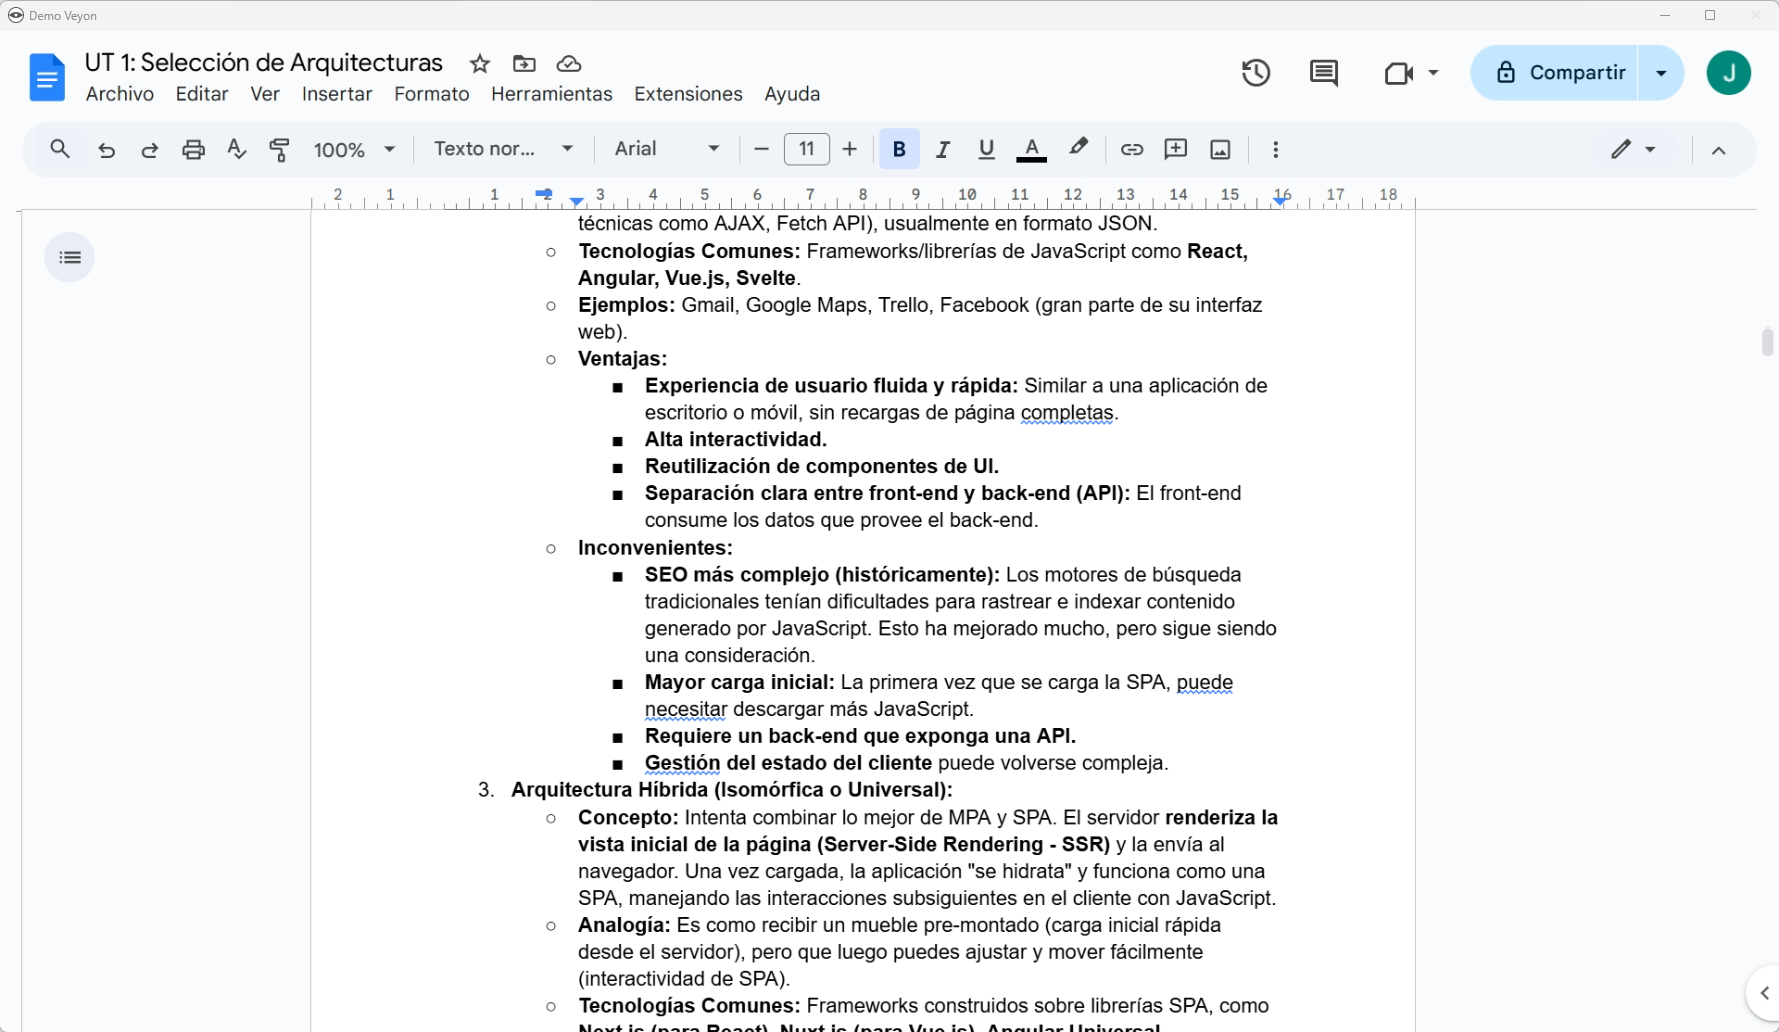 Demo Veyon
UT 1: Selección de Arquitecturas
Archivo Editar Ver Insertar Formato Herramientas Extensiones Ayuda
Compartir
J
100% Texto nor... Arial 11 B I U A
2 1 1 2 3 4 5 6 7 8 9 10 11 12 13 14 15 16 17 18
técnicas como AJAX, Fetch API), usualmente en formato JSON.
○ Tecnologías Comunes: Frameworks/librerías de JavaScript como React,
Angular, Vue.js, Svelte.
○ Ejemplos: Gmail, Google Maps, Trello, Facebook (gran parte de su interfaz
web).
○ Ventajas:
■ Experiencia de usuario fluida y rápida: Similar a una aplicación de
escritorio o móvil, sin recargas de página completas.
■ Alta interactividad.
■ Reutilización de componentes de UI.
■ Separación clara entre front-end y back-end (API): El front-end
consume los datos que provee el back-end.
○ Inconvenientes:
■ SEO más complejo (históricamente): Los motores de búsqueda
tradicionales tenían dificultades para rastrear e indexar contenido
generado por JavaScript. Esto ha mejorado mucho, pero sigue siendo
una consideración.
■ Mayor carga inicial: La primera vez que se carga la SPA, puede
necesitar descargar más JavaScript.
■ Requiere un back-end que exponga una API.
■ Gestión del estado del cliente puede volverse compleja.
3. Arquitectura Híbrida (Isomórfica o Universal):
○ Concepto: Intenta combinar lo mejor de MPA y SPA. El servidor renderiza la
vista inicial de la página (Server-Side Rendering - SSR) y la envía al
navegador. Una vez cargada, la aplicación "se hidrata" y funciona como una
SPA, manejando las interacciones subsiguientes en el cliente con JavaScript.
○ Analogía: Es como recibir un mueble pre-montado (carga inicial rápida
desde el servidor), pero que luego puedes ajustar y mover fácilmente
(interactividad de SPA).
○ Tecnologías Comunes: Frameworks construidos sobre librerías SPA, como
Next.js (para React), Nuxt.js (para Vue.js), Angular Universal